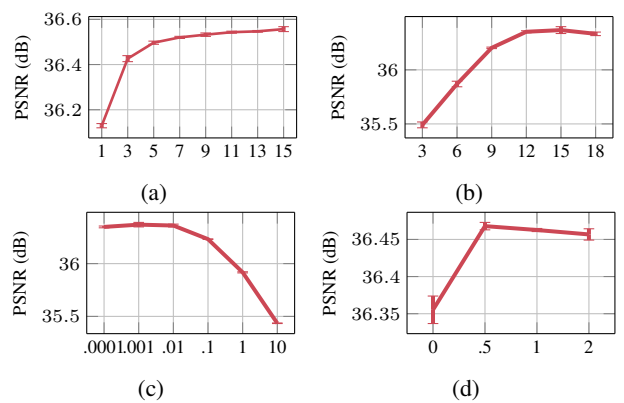 36.6
36.4
36.2
PSNR (dB)
1 3 5 7 9 11 13 15
(a)
36
35.5
PSNR (dB)
3 6 9 12 15 18
(b)
36
35.5
PSNR (dB)
.0001 .001 .01 .1 1 10
(c)
36.45
36.4
36.35
PSNR (dB)
0 .5 1 2
(d)